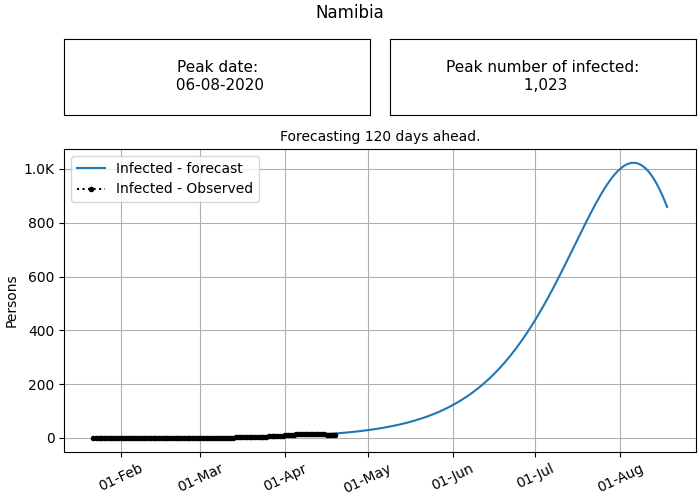 Namibia
Peak date:
06-08-2020
Peak number of infected:
1,023
Forecasting 120 days ahead.
Infected - forecast
Infected - Observed
1.0K
800
600
400
200
0
Persons
01-Feb
01-Mar
01-Apr
01-May
01-Jun
01-Jul
01-Aug